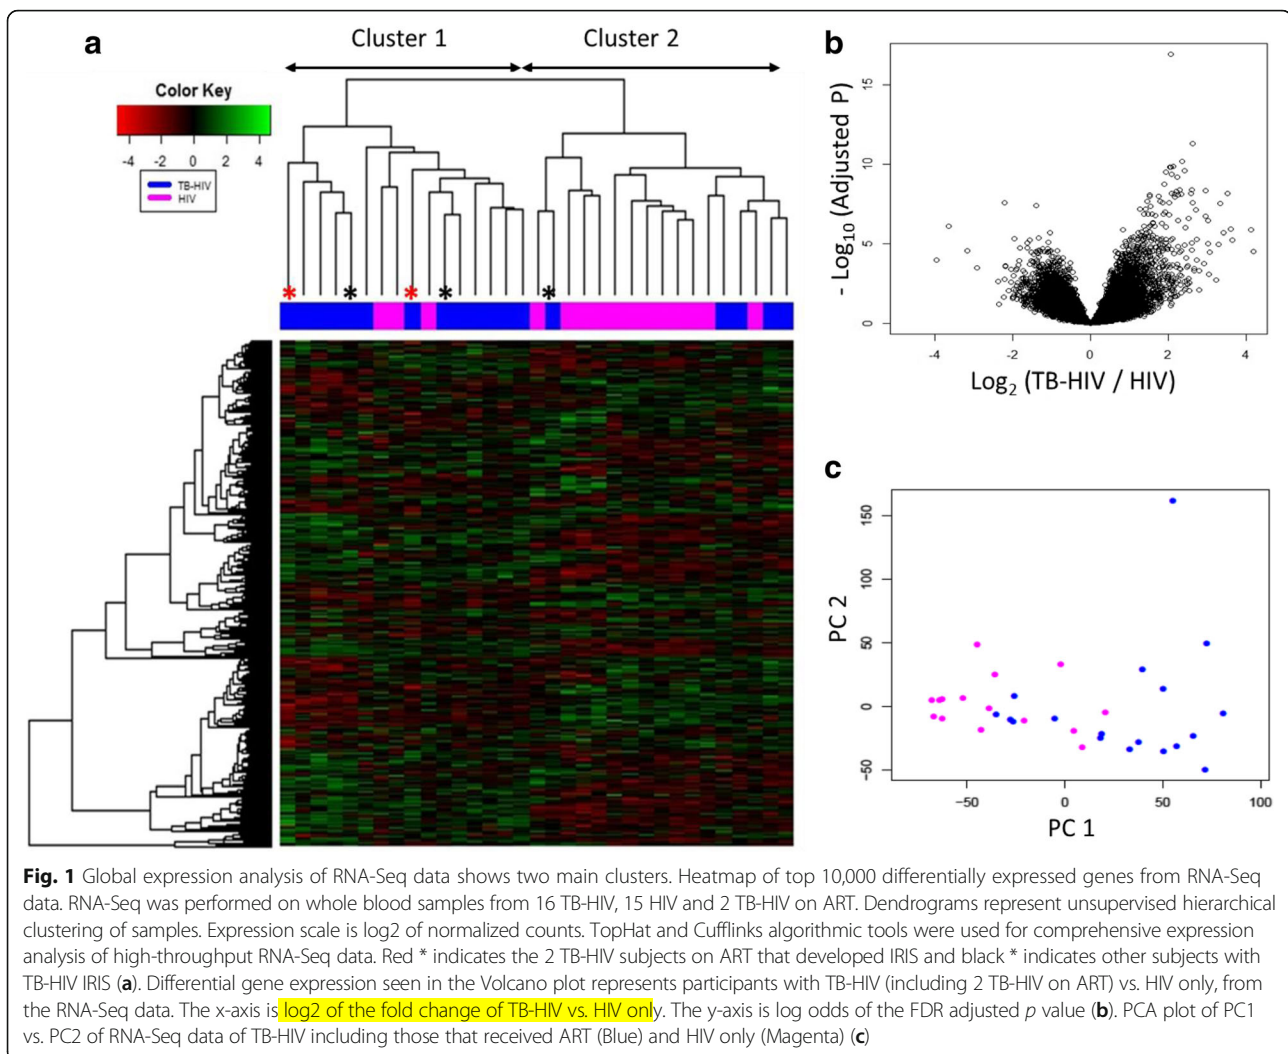 a
Cluster 1
Cluster 2
Color Key
-4 -2 0 2 4
TB-HIV
HIV
*
*
*
*
*
b
- Log10 (Adjusted P)
15
10
5
0
-4 -2 0 2 4
Log2 (TB-HIV / HIV)
c
PC 2
150
100
50
0
−50
−50 0 50 100
PC 1
Fig. 1 Global expression analysis of RNA-Seq data shows two main clusters. Heatmap of top 10,000 differentially expressed genes from RNA-Seq
data. RNA-Seq was performed on whole blood samples from 16 TB-HIV, 15 HIV and 2 TB-HIV on ART. Dendrograms represent unsupervised hierarchical
clustering of samples. Expression scale is log2 of normalized counts. TopHat and Cufflinks algorithmic tools were used for comprehensive expression
analysis of high-throughput RNA-Seq data. Red * indicates the 2 TB-HIV subjects on ART that developed IRIS and black * indicates other subjects with
TB-HIV IRIS (a). Differential gene expression seen in the Volcano plot represents participants with TB-HIV (including 2 TB-HIV on ART) vs. HIV only, from
the RNA-Seq data. The x-axis is log2 of the fold change of TB-HIV vs. HIV only. The y-axis is log odds of the FDR adjusted p value (b). PCA plot of PC1
vs. PC2 of RNA-Seq data of TB-HIV including those that received ART (Blue) and HIV only (Magenta) (c)